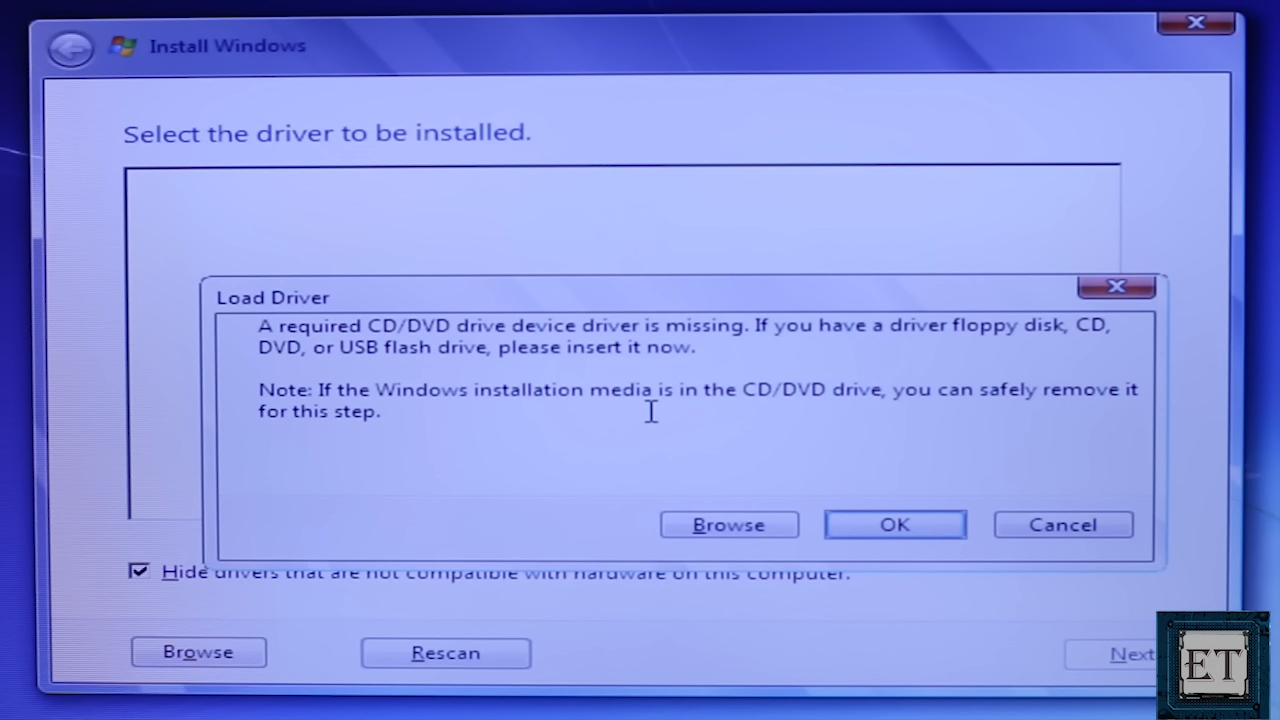 Install Windows
Select the driver to be installed.
Load Driver
A required CD/DVD drive device driver is missing. If you have a driver floppy disk, CD,
DVD, or USB flash drive, please insert it now.
Note: If the Windows installation media is in the CD/DVD drive, you can safely remove it
for this step.
Browse
OK
Cancel
Hide drivers that are not compatible with hardware on this computer.
Browse
Rescan
Next
ET